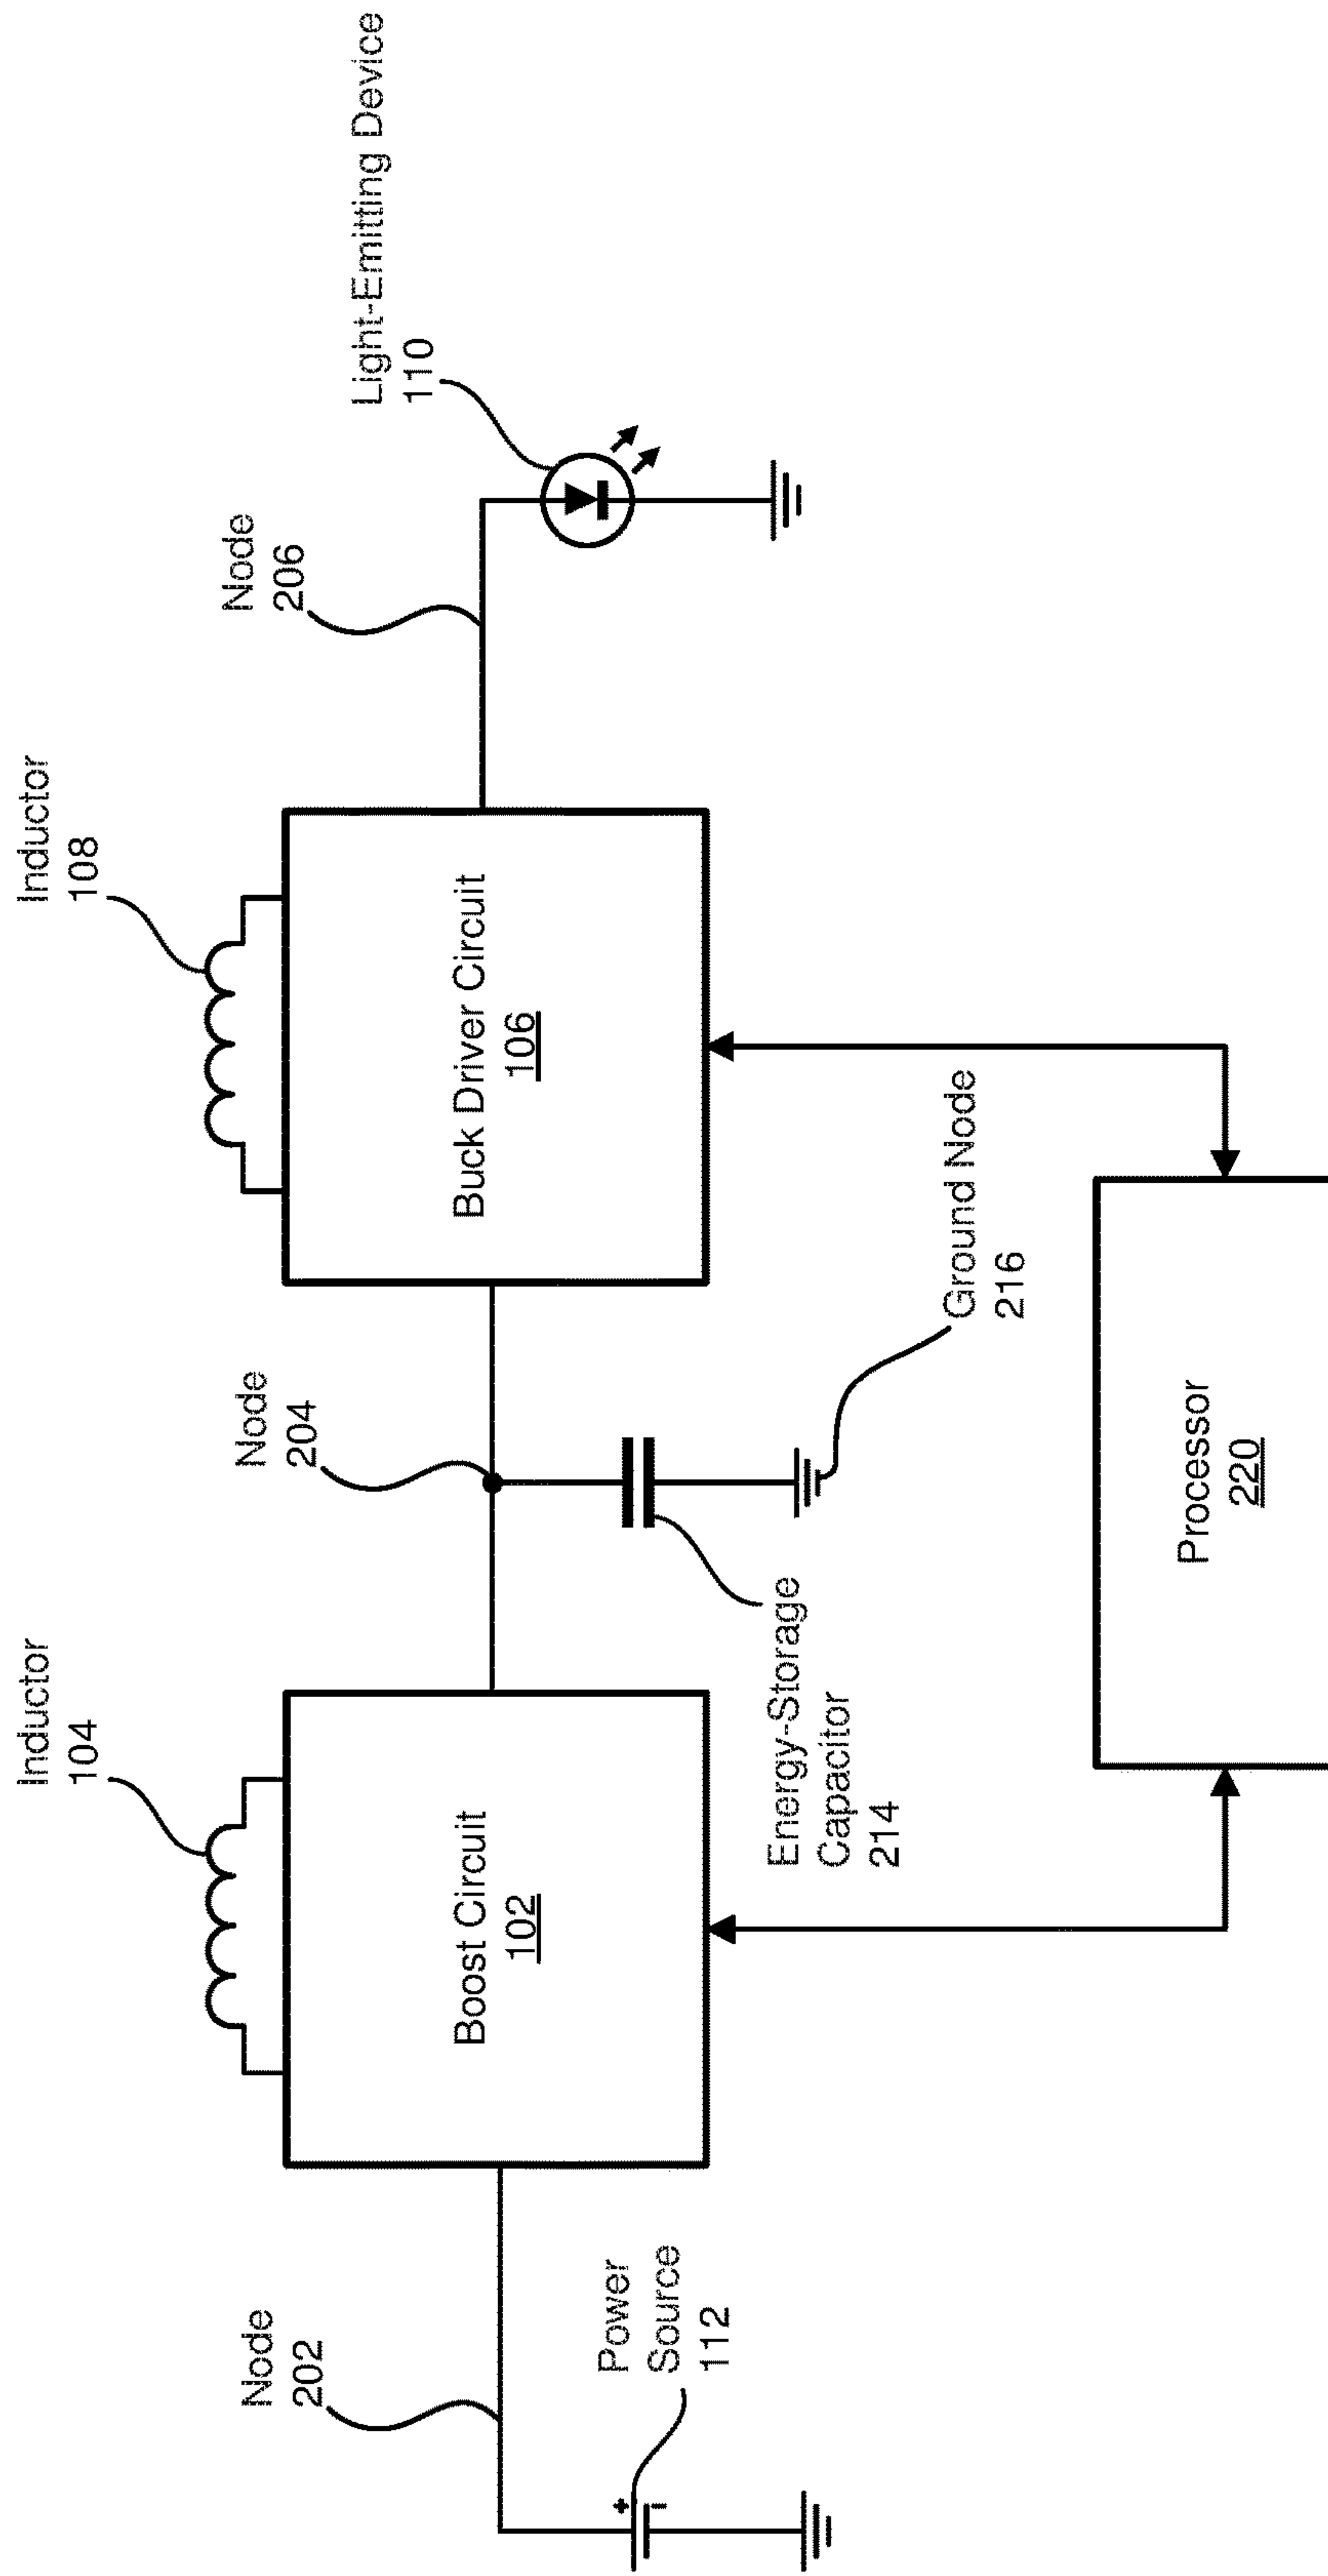 Inductor
104
Inductor
108
Node
202
Node
204
Node
206
Light-Emitting Device
110
Boost Circuit
102
Buck Driver Circuit
106
Power
Source
112
+
-
Energy-Storage
Capacitor
214
Ground Node
216
Processor
220